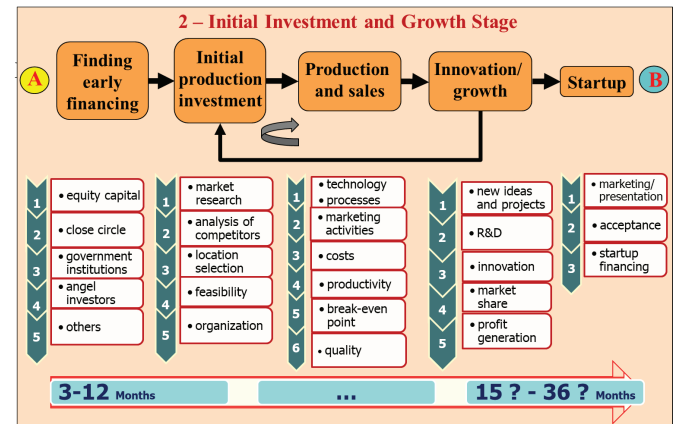 2 – Initial Investment and Growth Stage
A
Finding
early
financing
Initial
production
investment
Production
and sales
Innovation/
growth
Startup
B
1
• equity capital
2
• close circle
3
• government
institutions
4
• angel
investors
5
• others
1
• market
research
2
• analysis of
competitors
3
• location
selection
4
• feasibility
5
• organization
1
• technology
• processes
2
• marketing
activities
3
• costs
4
• productivity
5
• break-even
point
6
• quality
1
• new ideas
and projects
2
• R&D
3
• innovation
4
• market
share
5
• profit
generation
1
• marketing/
presentation
2
• acceptance
3
• startup
financing
3-12 Months
...
15 ? - 36 ? Months